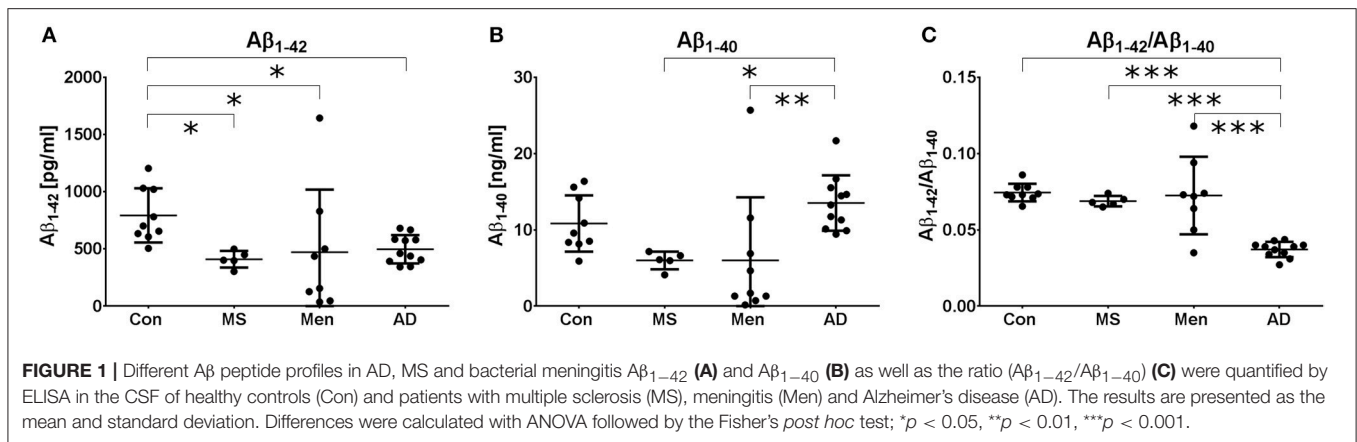 A
Aβ1-42
Aβ1-42 [pg/ml]
2000
1500
1000
500
0
*
*
*
Con MS Men AD
B
Aβ1-40
Aβ1-40 [ng/ml]
30
20
10
0
*
**
Con MS Men AD
C
Aβ1-42/Aβ1-40
Aβ1-42/Aβ1-40
0.15
0.10
0.05
0.00
***
***
***
Con MS Men AD
FIGURE 1 | Different Aβ peptide profiles in AD, MS and bacterial meningitis Aβ1−42 (A) and Aβ1−40 (B) as well as the ratio (Aβ1−42/Aβ1−40) (C) were quantified by
ELISA in the CSF of healthy controls (Con) and patients with multiple sclerosis (MS), meningitis (Men) and Alzheimer's disease (AD). The results are presented as the
mean and standard deviation. Differences were calculated with ANOVA followed by the Fisher's post hoc test; *p < 0.05, **p < 0.01, ***p < 0.001.